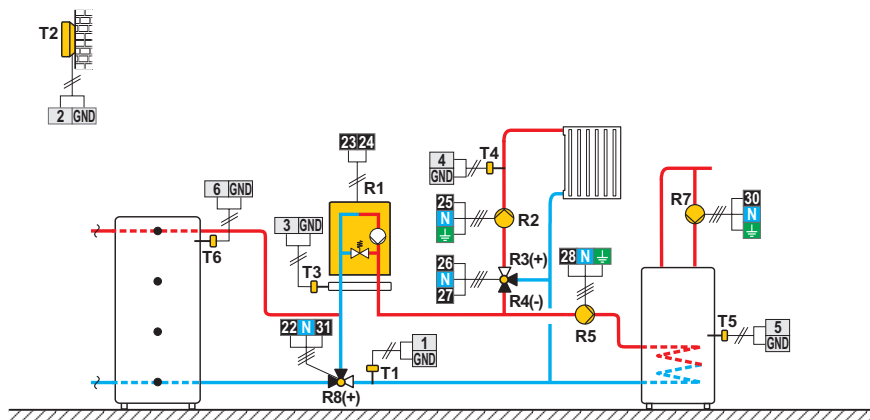 T2
2 GND
23 24
R1
4
GND
T4
6 GND
3 GND
25
N
R2
R7
30
N
T6
T3
26
N
27
R3(+)
R4(-)
28 N
R5
22 N 31
1
GND
T1
R8(+)
T5
5
GND